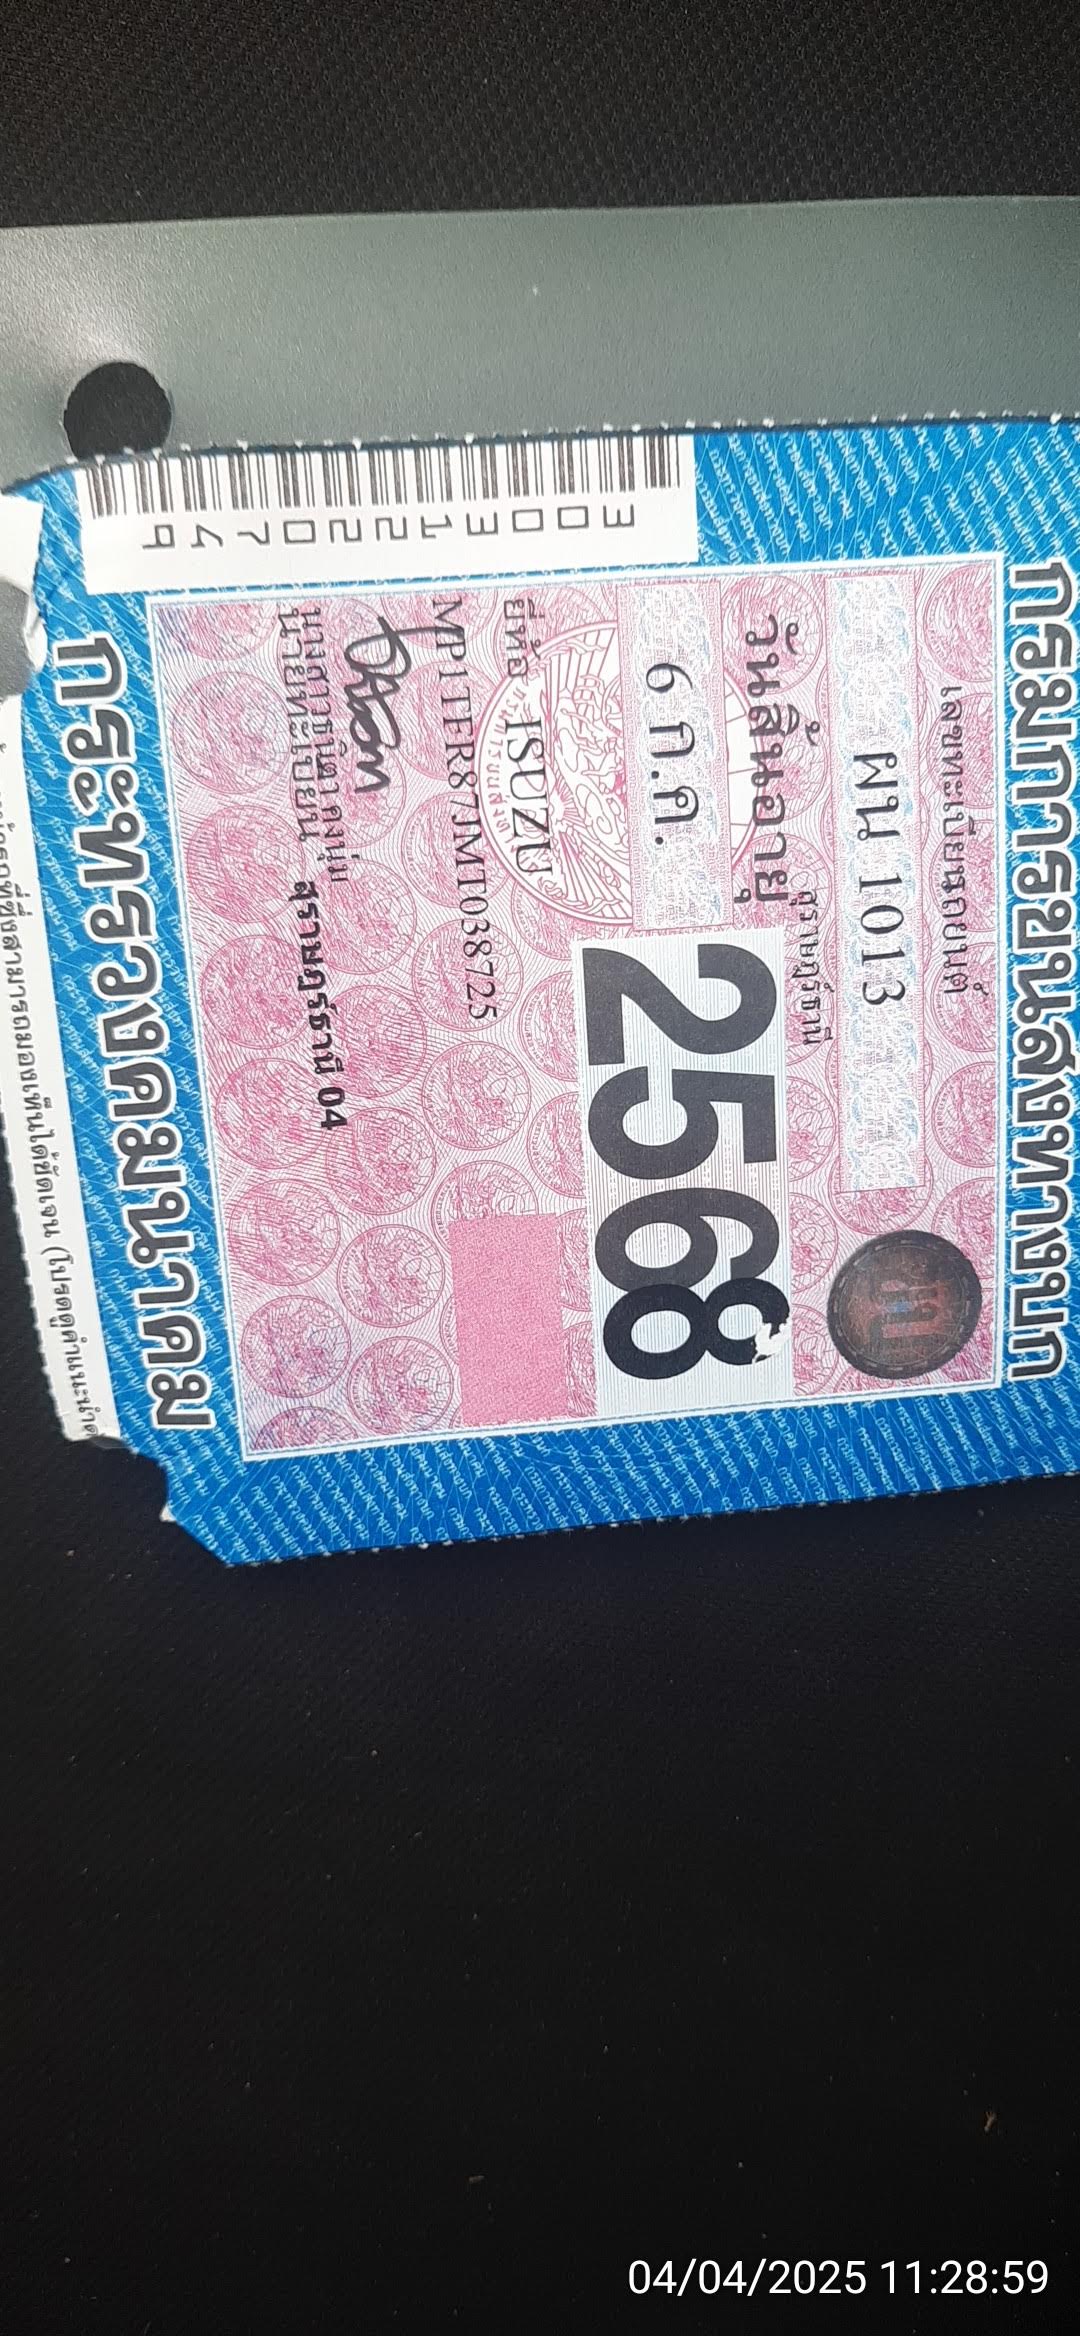 กรมการขนส่งทางบก
เลขทะเบียนรถยนต์
ผน 1013
สุราษฎร์ธานี
วันสิ้นอายุ
6 ก.ค.
2568
ยี่ห้อ ISUZU
MP1TFR87JMT038725
นายทะเบียน สุราษฎร์ธานี 04
30031220749
กระทรวงคมนาคม
04/04/2025 11:28:59